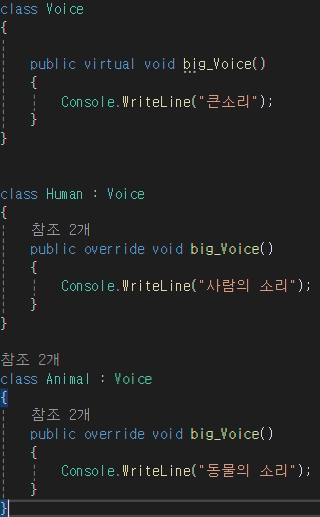 class Voice
{
public virtual void big_Voice()
{
Console.WriteLine("큰소리");
}
}
class Human : Voice
{
참조 2개
public override void big_Voice()
{
Console.WriteLine("사람의 소리");
}
}
참조 2개
class Animal : Voice
{
참조 2개
public override void big_Voice()
{
Console.WriteLine("동물의 소리");
}
}